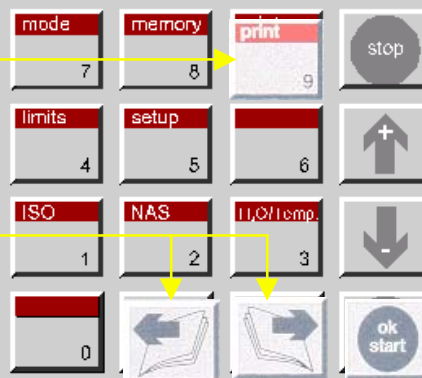 mode
7
memory
8
print
9
stop
limits
4
setup
5
6
+
ISO
1
NAS
2
H₂O/Temp.
3
-
0
ok
start